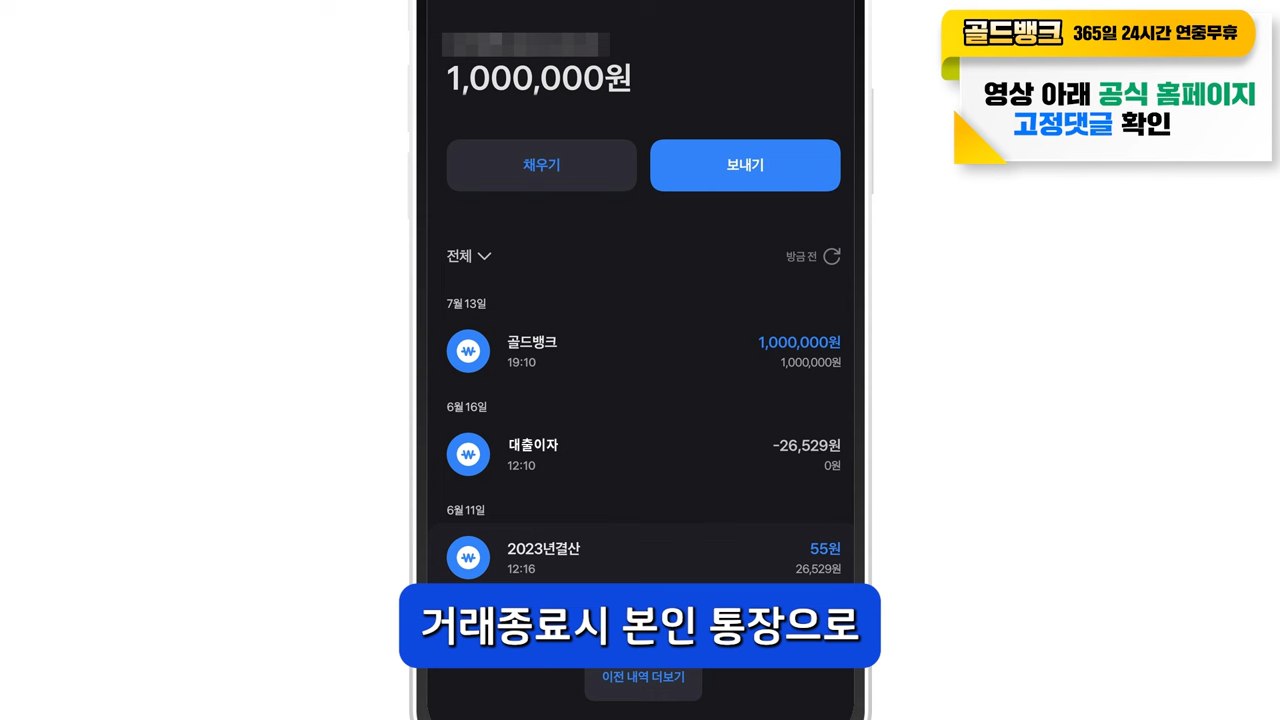 골드뱅크 365일 24시간 연중무휴
영상 아래 공식 홈페이지
고정댓글 확인
1,000,000원
채우기
보내기
전체
방금 전
7월 13일
골드뱅크
1,000,000원
19:10
1,000,000원
6월 16일
대출이자
-26,529원
12:10
0원
6월 11일
2023년결산
55원
12:16
26,529원
거래종료시 본인 통장으로
이전 내역 더보기